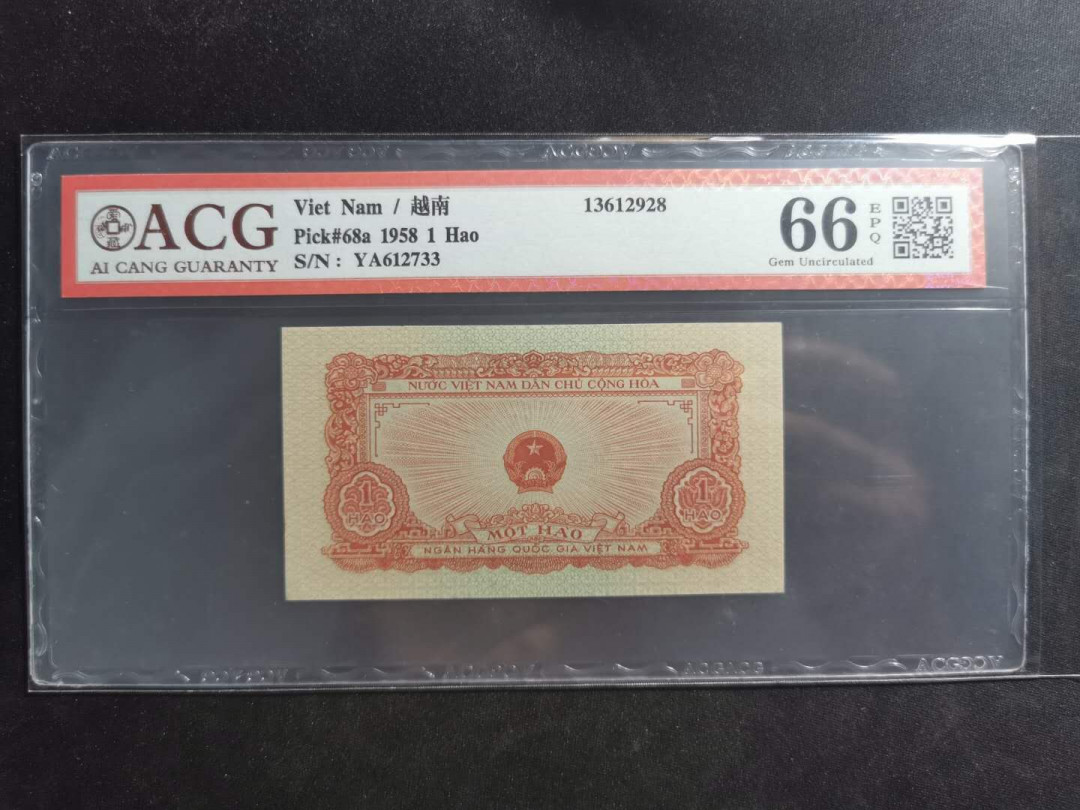 ACG
AI CANG GUARANTY
Viet Nam / 越南
Pick#68a 1958 1 Hao
S/N : YA612733
13612928
66
EPQ
Gem Uncirculated
NƯỚC VIỆT NAM DÂN CHỦ CỘNG HÒA
1
HAO
1
HAO
MỘT HAO
NGÂN HÀNG QUỐC GIA VIỆT NAM